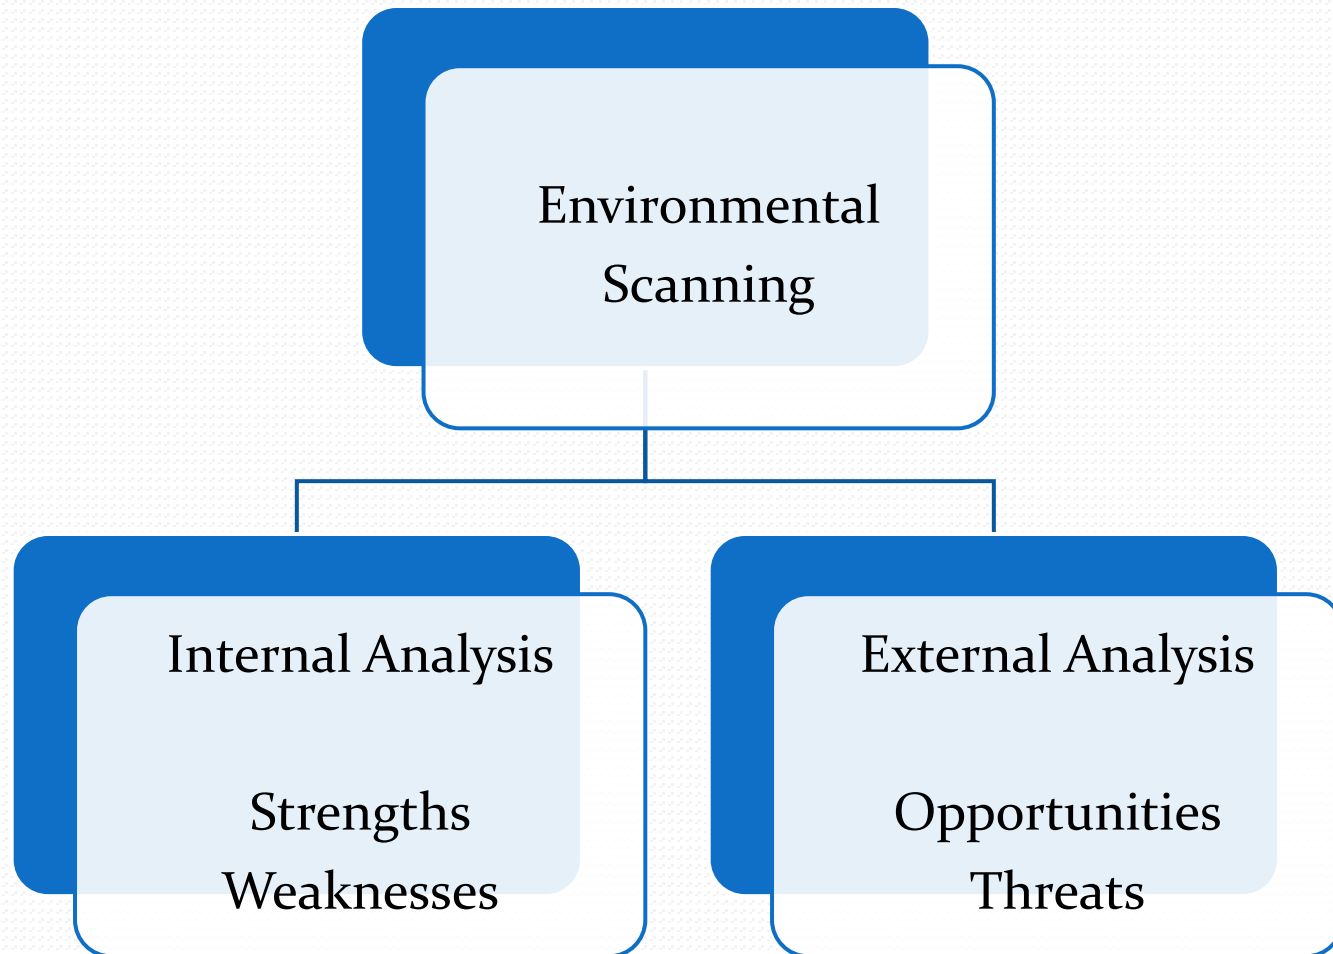 Environmental
Scanning
Internal Analysis
Strengths
Weaknesses
External Analysis
Opportunities
Threats